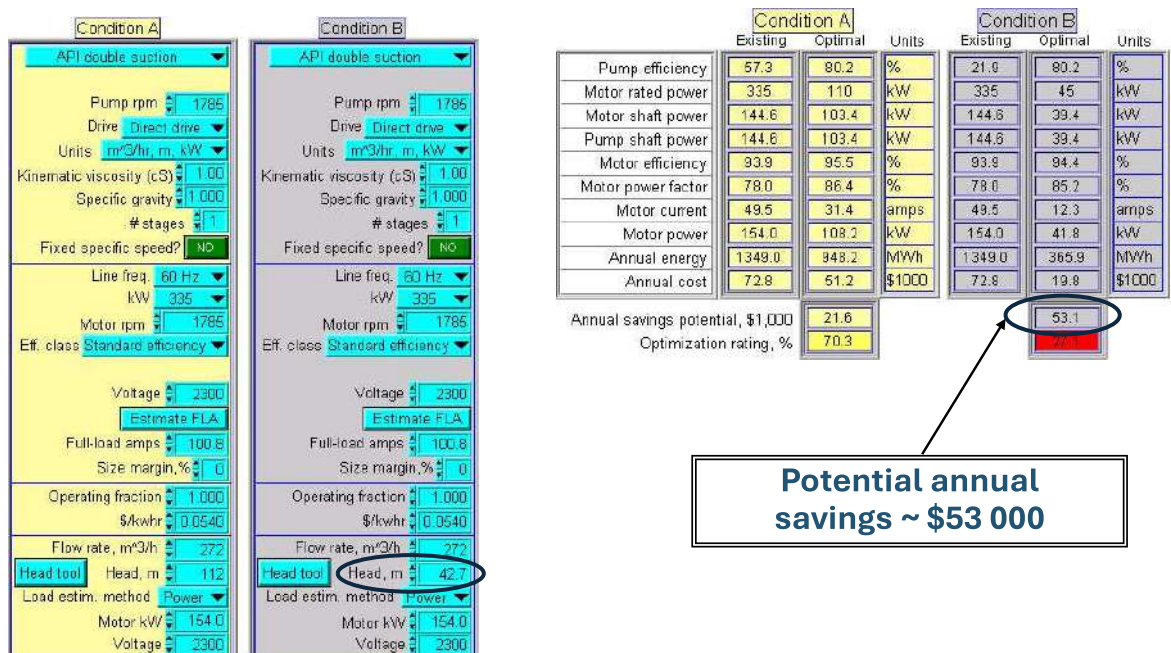 Condition A
API double suction
Pump rpm 1785
Drive Direct drive
Units m^3/hr, m, kW
Kinematic viscosity (cS) 1.00
Specific gravity 1.000
# stages 1
Fixed specific speed? NO
Line freq. 60 Hz
kW 335
Motor rpm 1785
Eff. class Standard efficiency
Voltage 2300
Estimate FLA
Full-load amps 100.8
Size margin,% 0
Operating fraction 1.000
$/kwhr 0.0540
Flow rate, m^3/h 272
Head tool Head, m 112
Load estim. method Power
Motor kW 154.0
Voltage 2300
Condition B
API double suction
Pump rpm 1785
Drive Direct drive
Units m^3/hr, m, kW
Kinematic viscosity (cS) 1.00
Specific gravity 1.000
# stages 1
Fixed specific speed? NO
Line freq. 60 Hz
kW 335
Motor rpm 1785
Eff. class Standard efficiency
Voltage 2300
Estimate FLA
Full-load amps 100.8
Size margin,% 0
Operating fraction 1.000
$/kwhr 0.0540
Flow rate, m^3/h 272
Head tool Head, m 42.7
Load estim. method Power
Motor kW 154.0
Voltage 2300
Condition A Condition B
Existing Optimal Units Existing Optimal Units
Pump efficiency 57.3 80.2 % 21.9 80.2 %
Motor rated power 335 110 kW 335 45 kW
Motor shaft power 144.6 103.4 kW 144.6 39.4 kW
Pump shaft power 144.6 103.4 kW 144.6 39.4 kW
Motor efficiency 93.9 95.5 % 93.9 94.4 %
Motor power factor 78.0 86.4 % 78.0 85.2 %
Motor current 49.5 31.4 amps 49.5 12.3 amps
Motor power 154.0 108.2 kW 154.0 41.8 kW
Annual energy 1349.0 948.2 MWh 1349.0 365.9 MWh
Annual cost 72.8 51.2 $1000 72.8 19.8 $1000
Annual savings potential, $1,000 21.6 53.1
Optimization rating, % 70.3
Potential annual
savings ~ $53 000